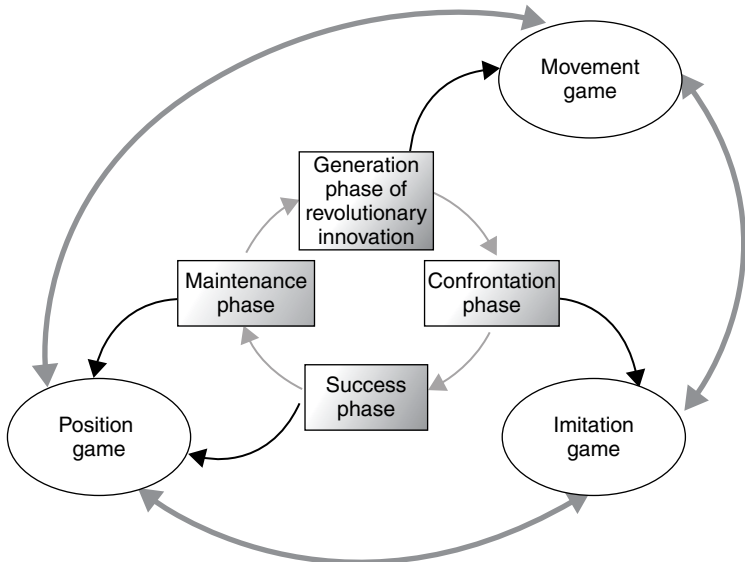 Movement
game
Generation
phase of
revolutionary
innovation
Maintenance
phase
Confrontation
phase
Success
phase
Position
game
Imitation
game